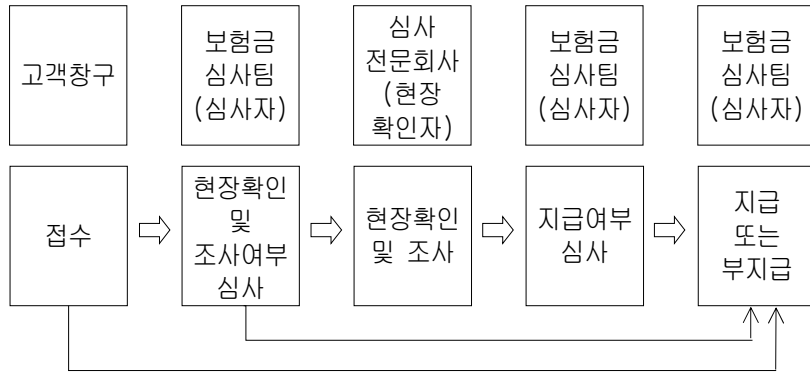 고객창구
보험금
심사팀
(심사자)
심사
전문회사
(현장
확인자)
보험금
심사팀
(심사자)
보험금
심사팀
(심사자)
접수
현장확인
및
조사여부
심사
현장확인
및 조사
지급여부
심사
지급
또는
부지급